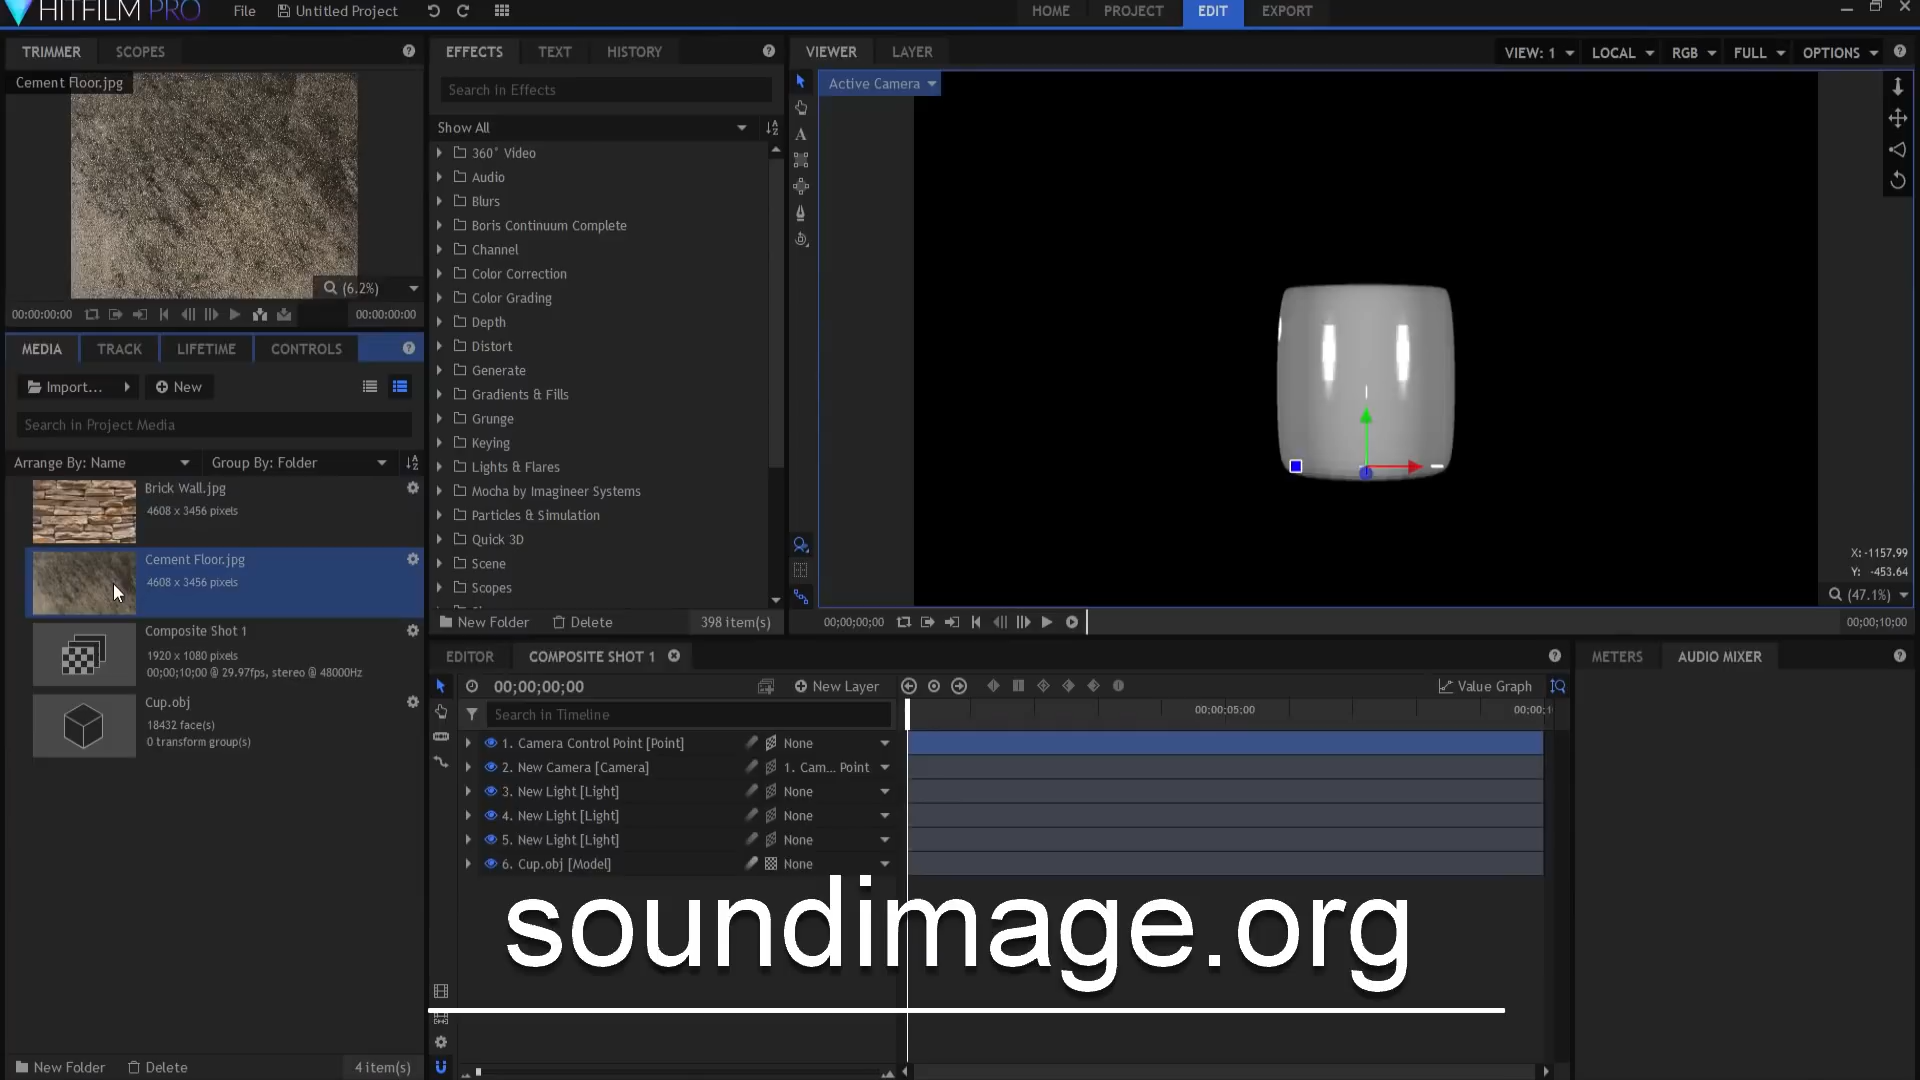 HITFILM PRO
File
Untitled Project
HOME
PROJECT
EDIT
EXPORT
TRIMMER
SCOPES
Cement Floor.jpg
(6.2%)
00:00:00:00
00:00:00:00
MEDIA
TRACK
LIFETIME
CONTROLS
Import...
New
Search in Project Media
Arrange By: Name
Group By: Folder
Brick Wall.jpg
4608 x 3456 pixels
Cement Floor.jpg
4608 x 3456 pixels
Composite Shot 1
1920 x 1080 pixels
00;00;10;00 @ 29.97fps, stereo @ 48000Hz
Cup.obj
18432 face(s)
0 transform group(s)
New Folder
Delete
4 item(s)
EFFECTS
TEXT
HISTORY
Search in Effects
Show All
360° Video
Audio
Blurs
Boris Continuum Complete
Channel
Color Correction
Color Grading
Depth
Distort
Generate
Gradients & Fills
Grunge
Keying
Lights & Flares
Mocha by Imagineer Systems
Particles & Simulation
Quick 3D
Scene
Scopes
New Folder
Delete
398 item(s)
VIEWER
LAYER
VIEW: 1
LOCAL
RGB
FULL
OPTIONS
Active Camera
X: -1157.99
Y: -453.64
(47.1%)
00;00;00;00
00;00;10;00
EDITOR
COMPOSITE SHOT 1
00;00;00;00
New Layer
Value Graph
Search in Timeline
00;00;05;00
00;00;1
1. Camera Control Point [Point]
None
2. New Camera [Camera]
1. Cam... Point
3. New Light [Light]
None
4. New Light [Light]
None
5. New Light [Light]
None
6. Cup.obj [Model]
None
METERS
AUDIO MIXER
soundimage.org